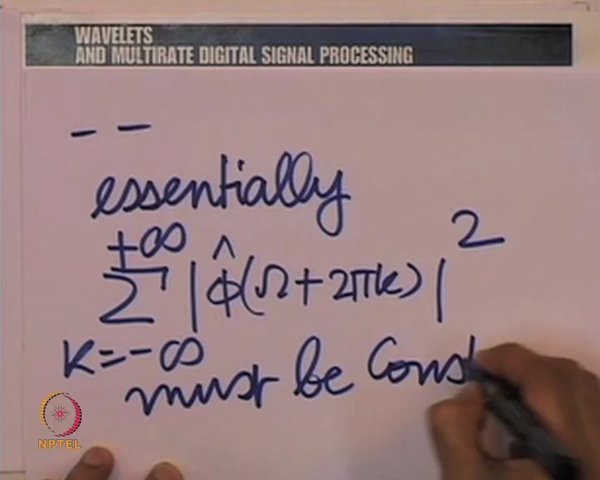 WAVELETS
AND MULTIRATE DIGITAL SIGNAL PROCESSING
– –
essentially
+∞
Σ |ϕ̂(Ω+2πk)|²
K=-∞
must be Const
NPTEL